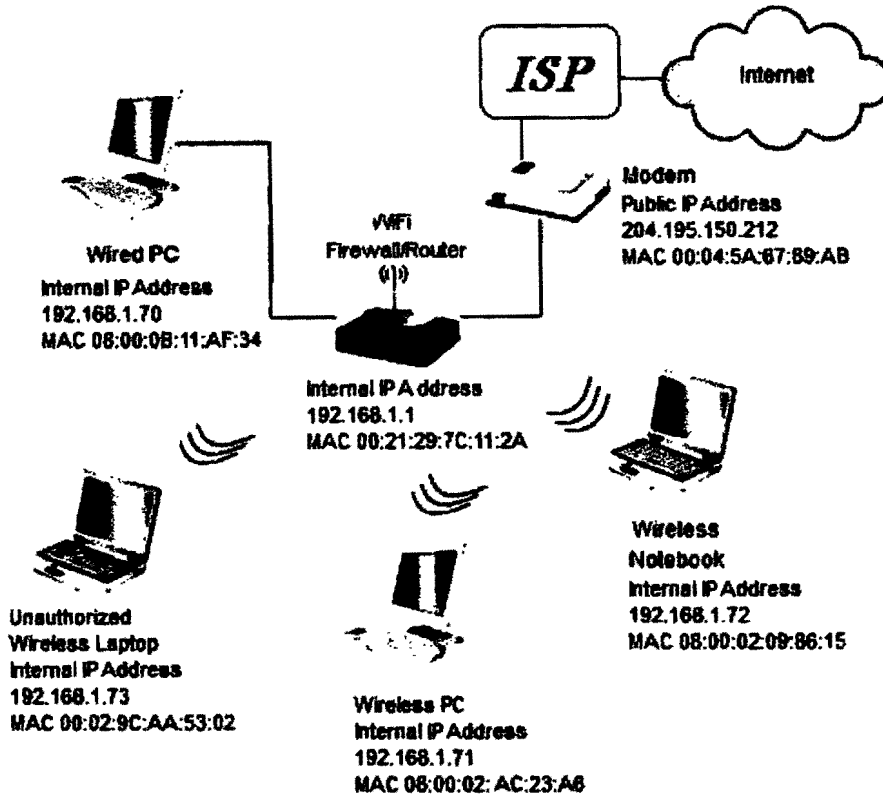 ISP
Internet
Modem
Public IP Address
204.195.150.212
MAC 00:04:5A:67:89:AB
WiFi
Firewall/Router
Wired PC
Internal IP Address
192.168.1.70
MAC 08:00:0B:11:AF:34
Internal IP Address
192.168.1.1
MAC 00:21:29:7C:11:2A
Wireless
Notebook
Internal IP Address
192.168.1.72
MAC 08:00:02:09:86:15
Unauthorized
Wireless Laptop
Internal IP Address
192.168.1.73
MAC 00:02:9C:AA:53:02
Wireless PC
Internal IP Address
192.168.1.71
MAC 08:00:02: AC:23:A6